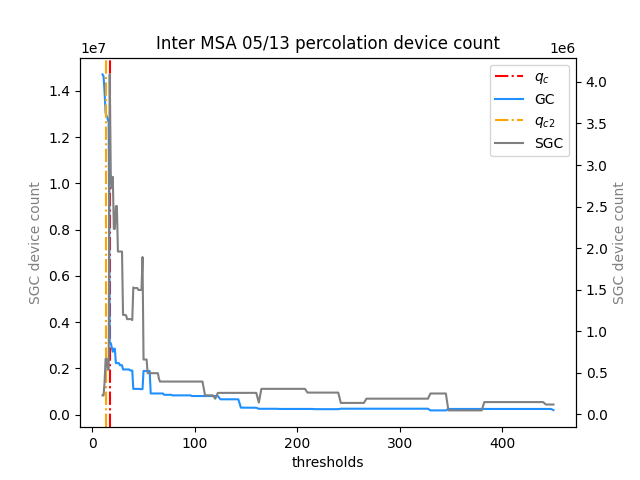 Inter MSA 05/13 percolation device count
1e7
1e6
q_c
GC
q_{c2}
SGC
1.4
1.2
1.0
0.8
0.6
0.4
0.2
0.0
SGC device count
4.0
3.5
3.0
2.5
2.0
1.5
1.0
0.5
0.0
SGC device count
0
100
200
300
400
thresholds